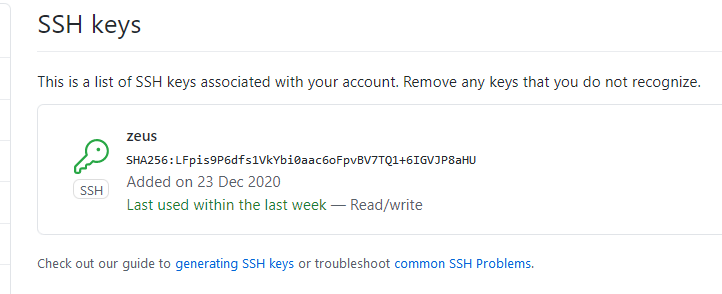 SSH keys
This is a list of SSH keys associated with your account. Remove any keys that you do not recognize.
zeus
SHA256:LFpis9P6dfs1VkYbi0aac6oFpvBV7TQ1+6IGVJP8aHU
SSH
Added on 23 Dec 2020
Last used within the last week — Read/write
Check out our guide to generating SSH keys or troubleshoot common SSH Problems.